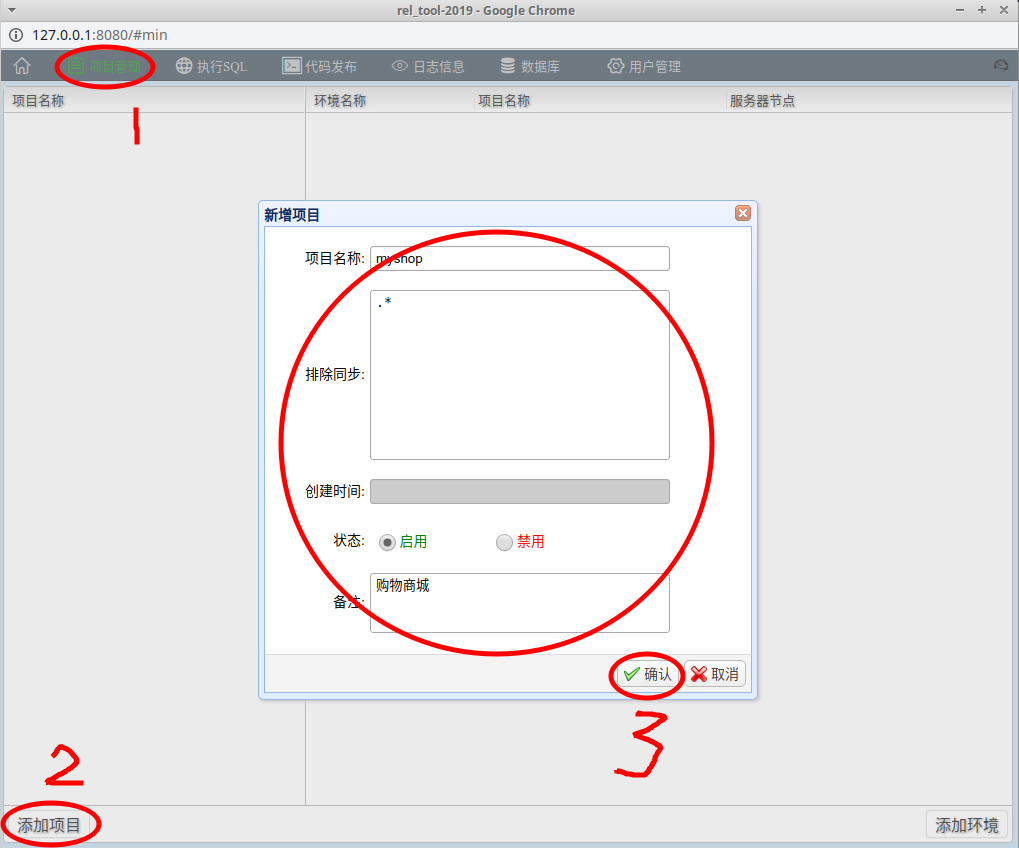 rel_tool-2019 - Google Chrome
127.0.0.1:8080/#min
项目管理 执行SQL 代码发布 日志信息 数据库 用户管理
项目名称 环境名称 项目名称 服务器节点
1
新增项目
项目名称: myshop
.*
排除同步:
创建时间:
状态: 启用 禁用
购物商城
备注:
确认 取消
3
2
添加项目 添加环境